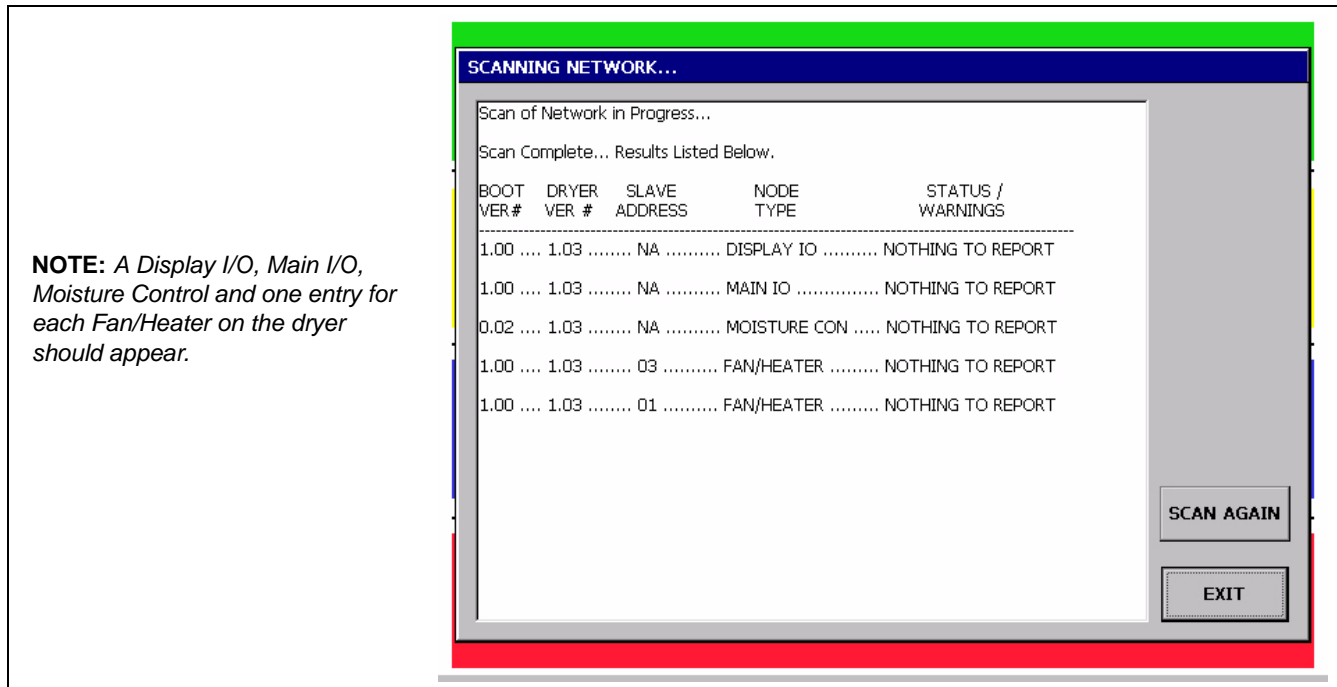 NOTE: A Display I/O, Main I/O,
Moisture Control and one entry for
each Fan/Heater on the dryer
should appear.
SCANNING NETWORK...
Scan of Network in Progress...
Scan Complete... Results Listed Below.
BOOT DRYER SLAVE NODE STATUS /
VER# VER # ADDRESS TYPE WARNINGS
--------------------------------------------------------------------------------
1.00 .... 1.03 ........ NA .......... DISPLAY IO .......... NOTHING TO REPORT
1.00 .... 1.03 ........ NA .......... MAIN IO ............... NOTHING TO REPORT
0.02 .... 1.03 ........ NA .......... MOISTURE CON ..... NOTHING TO REPORT
1.00 .... 1.03 ........ 03 .......... FAN/HEATER ......... NOTHING TO REPORT
1.00 .... 1.03 ........ 01 .......... FAN/HEATER ......... NOTHING TO REPORT
SCAN AGAIN
EXIT